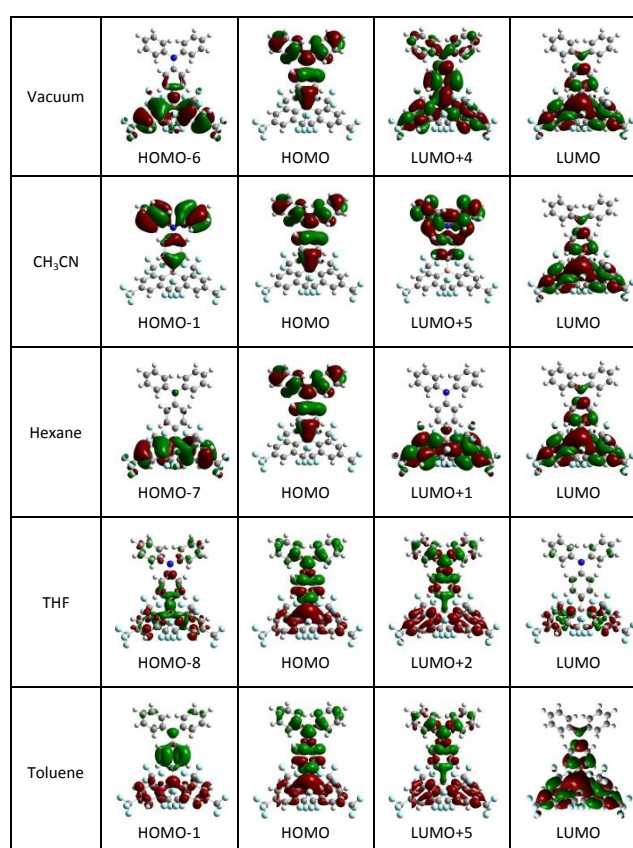 Vacuum
HOMO-6 HOMO LUMO+4 LUMO
CH₃CN
HOMO-1 HOMO LUMO+5 LUMO
Hexane
HOMO-7 HOMO LUMO+1 LUMO
THF
HOMO-8 HOMO LUMO+2 LUMO
Toluene
HOMO-1 HOMO LUMO+5 LUMO